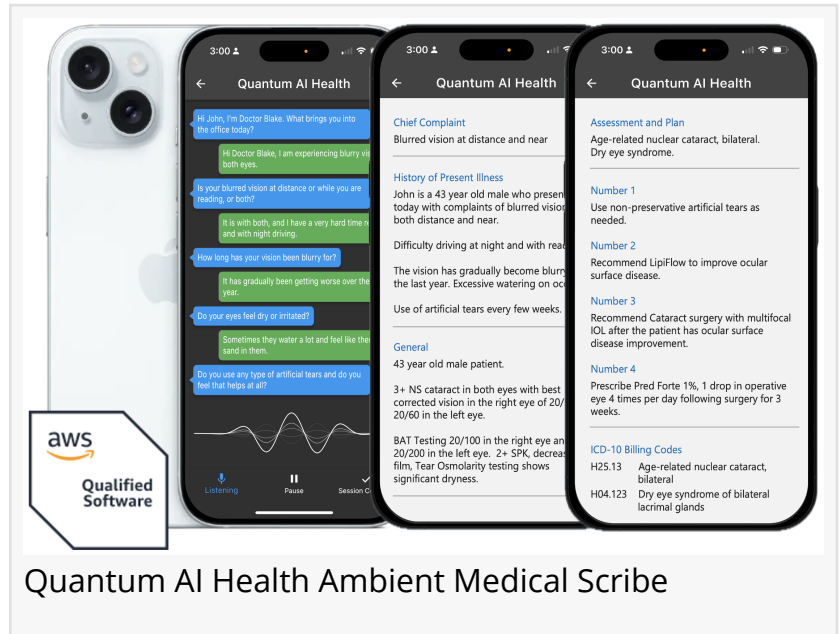 3:00
Quantum AI Health
Hi John, I'm Doctor Blake. What brings you into
the office today?
Hi Doctor Blake, I am experiencing blurry
both eyes.
Is your blurred vision at distance or while you are
reading, or both?
It is with both, and I have a very hard time
and with night driving.
How long has your vision been blurry for?
It has gradually been getting worse over the
year.
Do your eyes feel dry or irritated?
Sometimes they water a lot and feel like
sand in them.
Do you use any type of artificial tears and do you
feel that helps at all?
Listening
Pause
Session
3:00
Quantum AI Health
Chief Complaint
Blurred vision at distance and near
History of Present Illness
John is a 43 year old male who
today with complaints of blurred
both distance and near.
Difficulty driving at night and with
The vision has gradually become
the last year. Excessive watering on
Use of artificial tears every few weeks.
General
43 year old male patient.
3+ NS cataract in both eyes with best
corrected vision in the right eye of 20/
20/60 in the left eye.
BAT Testing 20/100 in the right eye
20/200 in the left eye. 2+ SPK,
film, Tear Osmolarity testing shows
significant dryness.
3:00
Quantum AI Health
Assessment and Plan
Age-related nuclear cataract, bilateral.
Dry eye syndrome.
Number 1
Use non-preservative artificial tears as
needed.
Number 2
Recommend LipiFlow to improve ocular
surface disease.
Number 3
Recommend Cataract surgery with multifocal
IOL after the patient has ocular surface
disease improvement.
Number 4
Prescribe Pred Forte 1%, 1 drop in operative
eye 4 times per day following surgery for 3
weeks.
ICD-10 Billing Codes
H25.13 Age-related nuclear cataract,
bilateral
H04.123 Dry eye syndrome of bilateral
lacrimal glands
aws
Qualified
Software
Quantum AI Health Ambient Medical Scribe